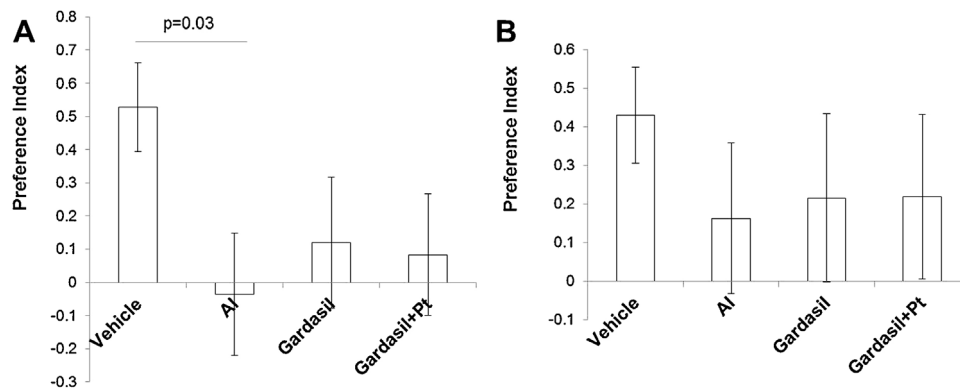 A
Preference Index
0.8
0.7
0.6
0.5
0.4
0.3
0.2
0.1
0
-0.1
-0.2
-0.3
p=0.03
Vehicle
Al
Gardasil
Gardasil+Pt
B
Preference Index
0.6
0.5
0.4
0.3
0.2
0.1
0
-0.1
Vehicle
Al
Gardasil
Gardasil+Pt